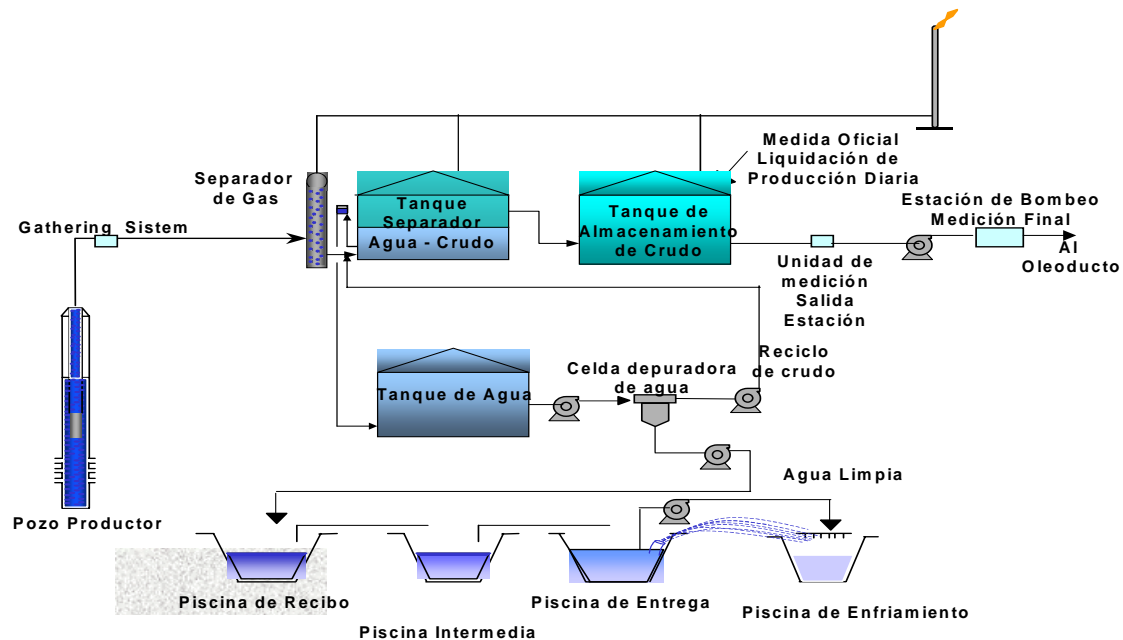 Medida Oficial
Liquidación de
Producción Diaria
Separador
de Gas
Estación de Bombeo
Medición Final
Gathering Sistem
Tanque
Separador
Agua - Crudo
Tanque de
Almacenamiento
de Crudo
Al
Oleoducto
Unidad de
medición
Salida
Estación
Celda depuradora
de agua
Reciclo
de crudo
Tanque de Agua
Agua Limpia
Pozo Productor
Piscina de Recibo
Piscina Intermedia
Piscina de Entrega
Piscina de Enfriamiento